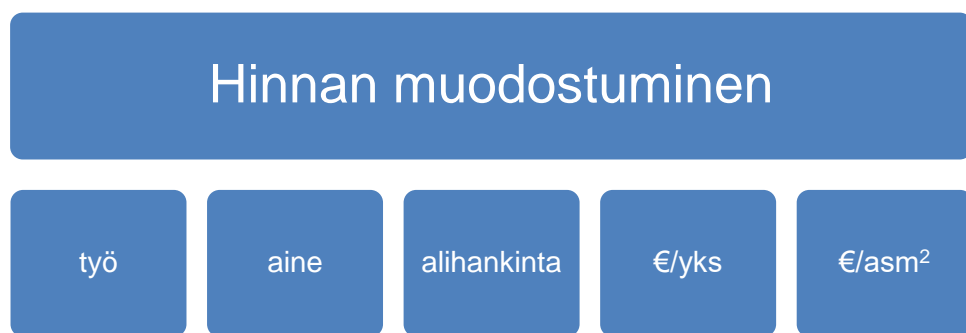 Hinnan muodostuminen
työ
aine
alihankinta
€/yks
€/asm²